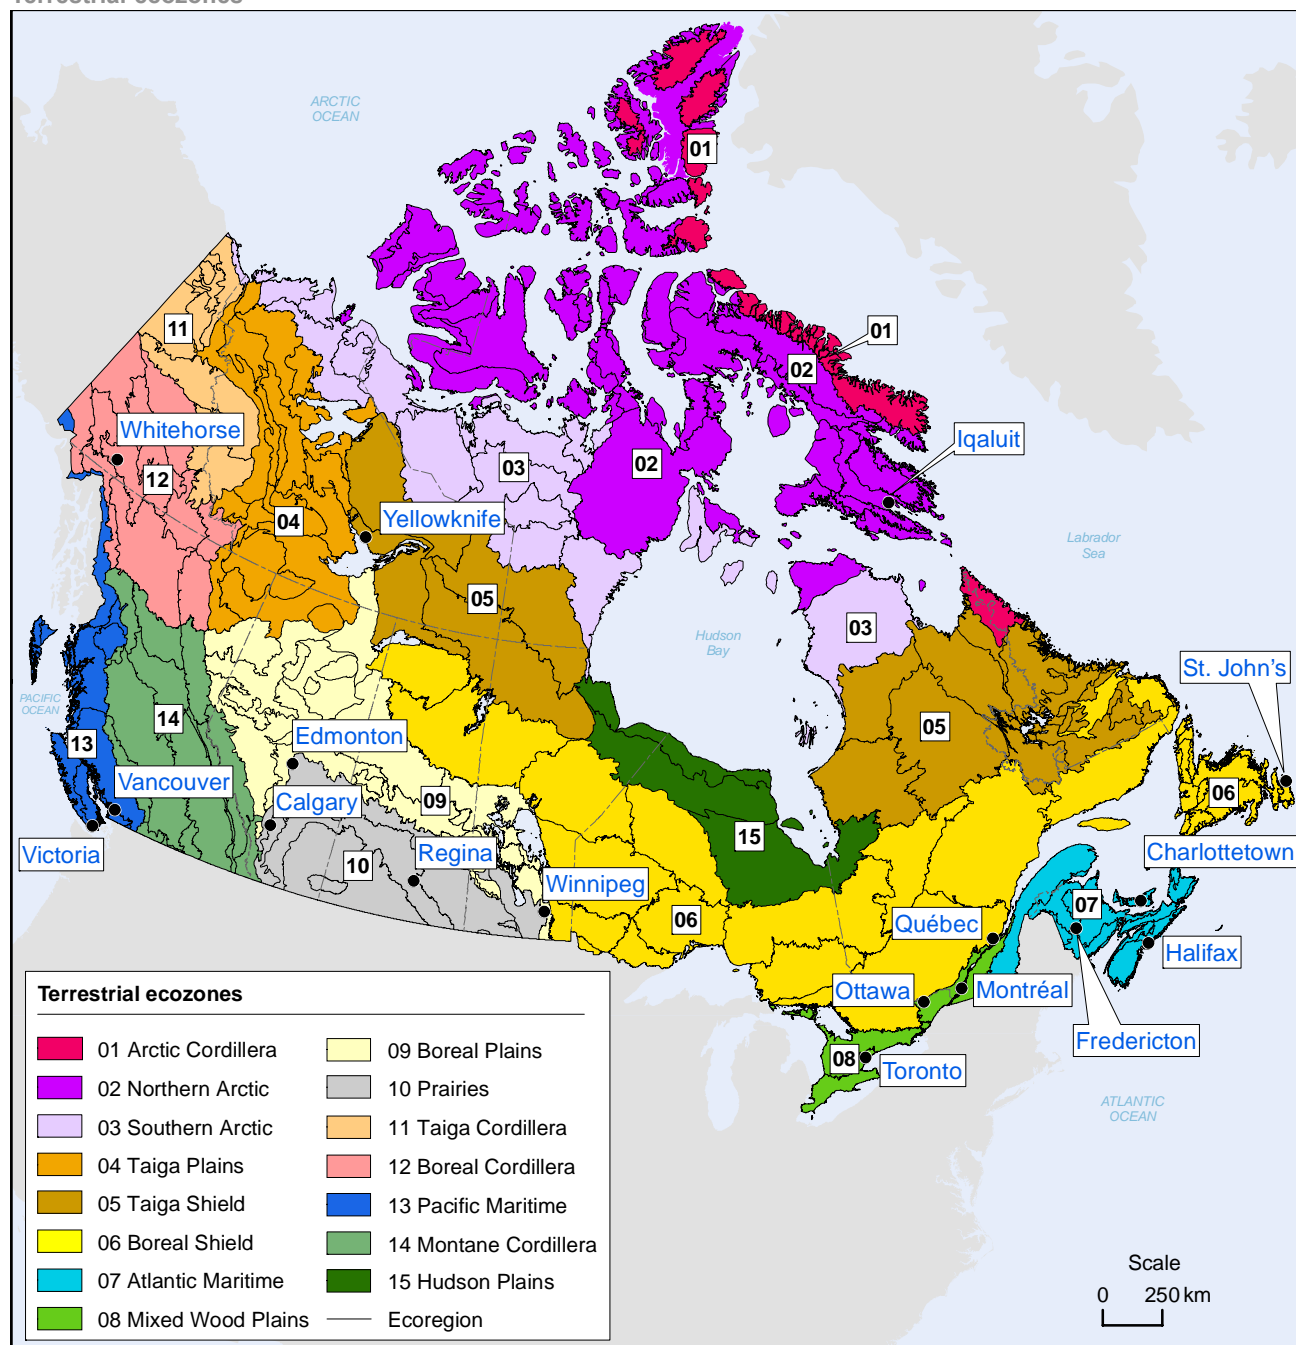 Terrestrial ecozones
ARCTIC
OCEAN
01
11
01
02
Whitehorse
Iqaluit
12
03
02
04
Yellowknife
Labrador
Sea
05
03
Hudson
Bay
St. John's
PACIFIC
OCEAN
14
05
13
Edmonton
Vancouver
Calgary
09
06
Victoria
Regina
15
Charlottetown
10
Winnipeg
06
07
Québec
Halifax
Ottawa
Montréal
Fredericton
08
Toronto
ATLANTIC
OCEAN
Terrestrial ecozones
01 Arctic Cordillera
02 Northern Arctic
03 Southern Arctic
04 Taiga Plains
05 Taiga Shield
06 Boreal Shield
07 Atlantic Maritime
08 Mixed Wood Plains
09 Boreal Plains
10 Prairies
11 Taiga Cordillera
12 Boreal Cordillera
13 Pacific Maritime
14 Montane Cordillera
15 Hudson Plains
Ecoregion
Scale
0 250 km